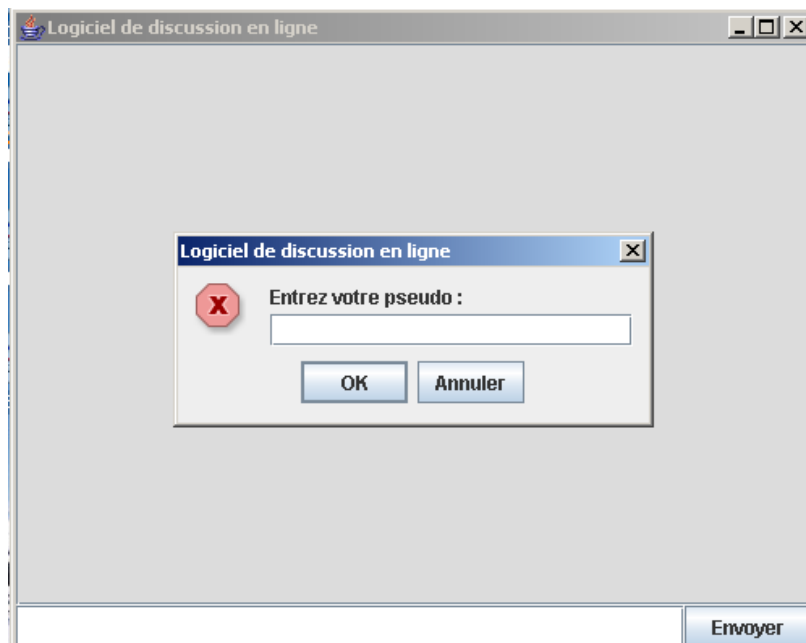 Logiciel de discussion en ligne
Logiciel de discussion en ligne
Entrez votre pseudo :
OK Annuler
Envoyer